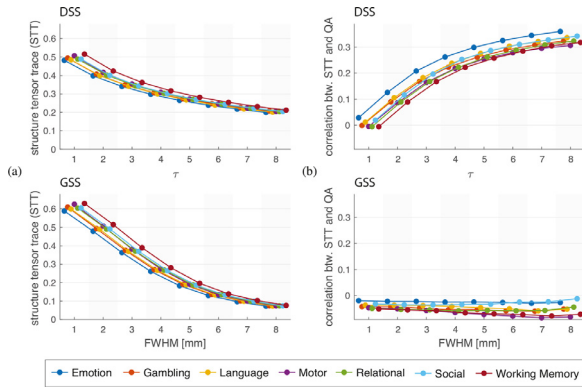 DSS
DSS
structure tensor trace (STT)
0.6
0.5
0.4
0.3
0.2
0.1
0
1 2 3 4 5 6 7 8
τ
correlation btw. STT and QA
0.3
0.2
0.1
0
1 2 3 4 5 6 7 8
τ
(a)
(b)
GSS
GSS
structure tensor trace (STT)
0.6
0.5
0.4
0.3
0.2
0.1
0
1 2 3 4 5 6 7 8
FWHM [mm]
correlation btw. STT and QA
0.3
0.2
0.1
0
1 2 3 4 5 6 7 8
FWHM [mm]
Emotion Gambling Language Motor Relational Social Working Memory